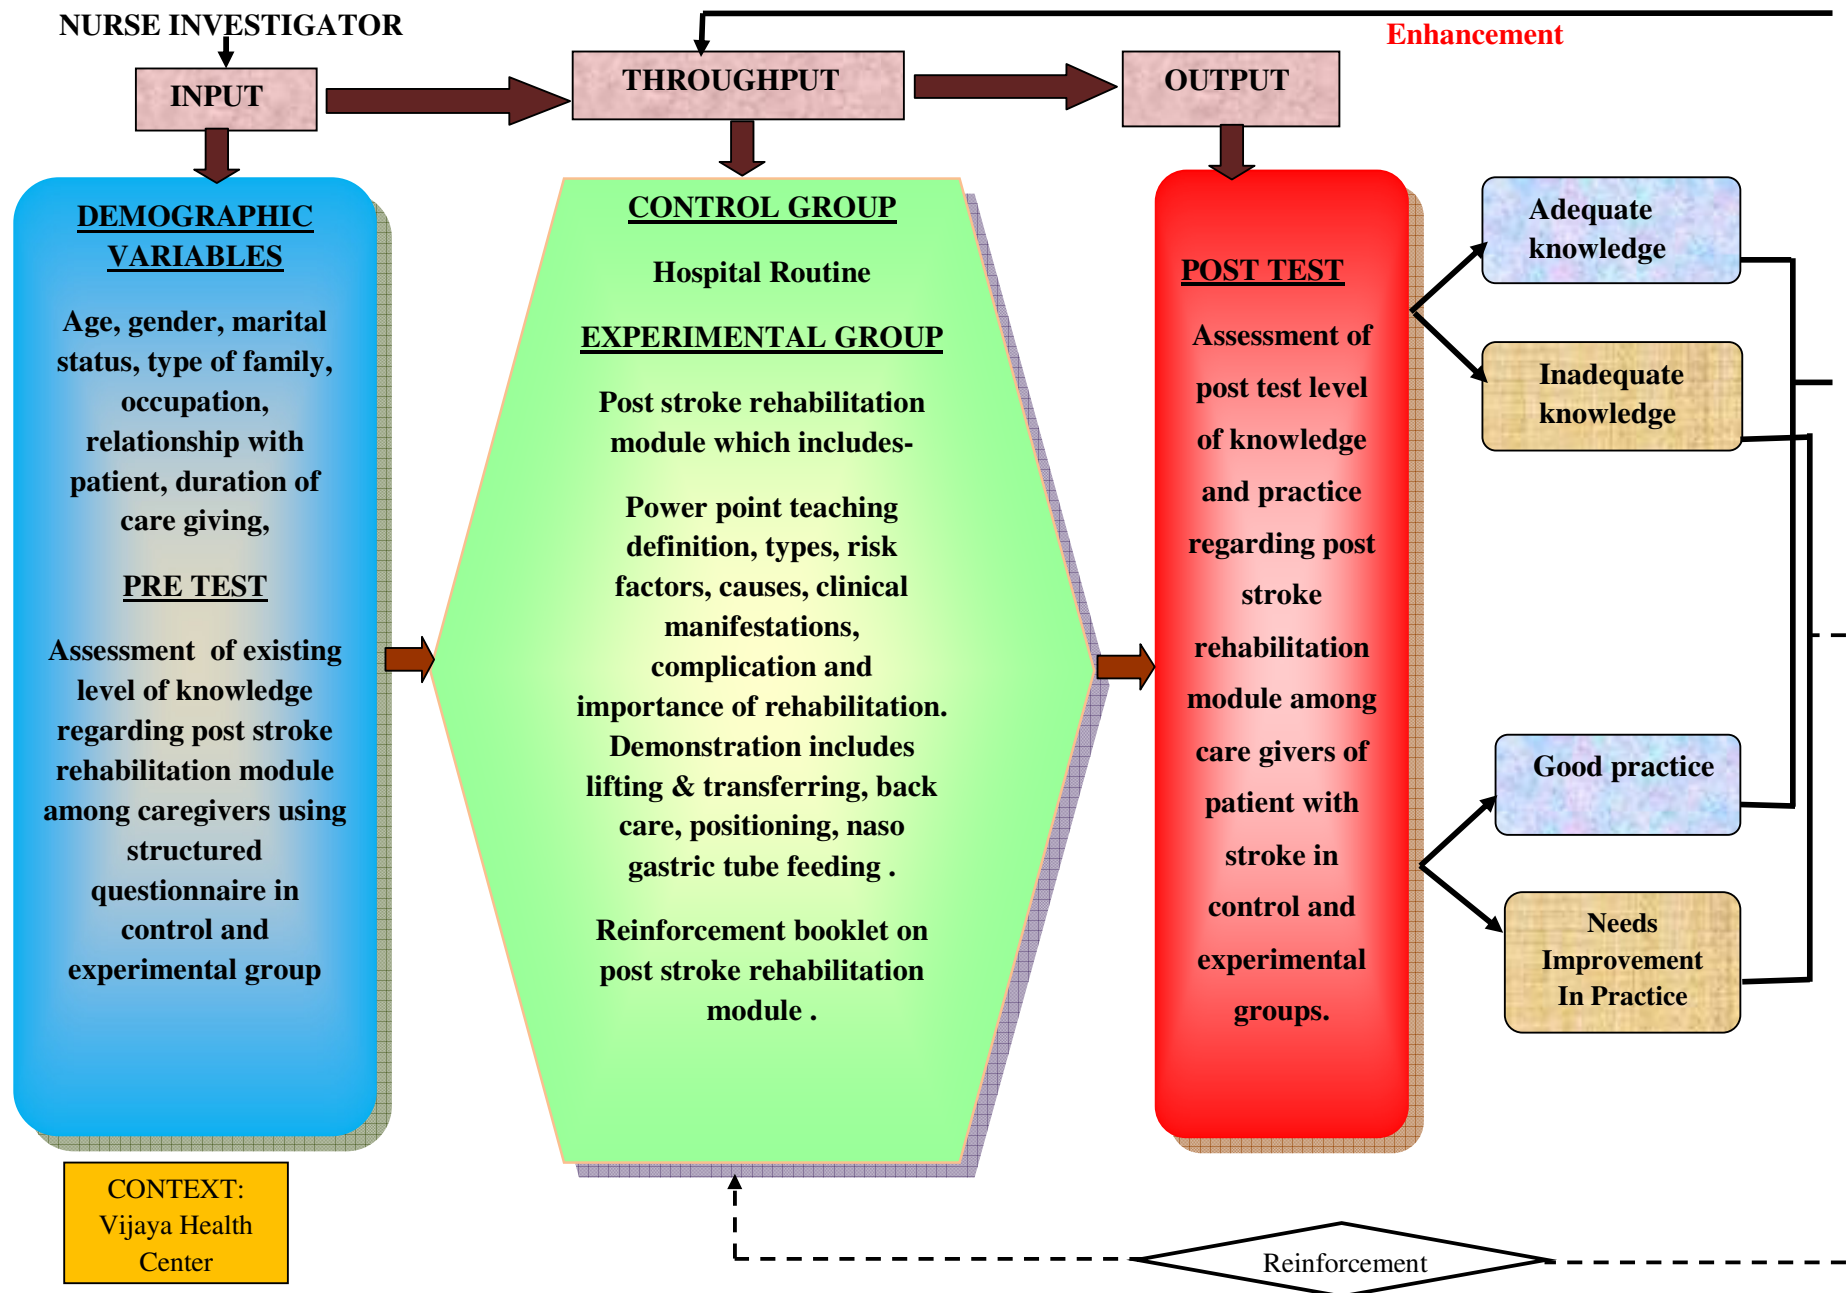 NURSE INVESTIGATOR
Enhancement
INPUT
THROUGHPUT
OUTPUT
DEMOGRAPHIC
VARIABLES
Age, gender, marital
status, type of family,
occupation,
relationship with
patient, duration of
care giving,
PRE TEST
Assessment  of existing
level of knowledge
regarding post stroke
rehabilitation module
among caregivers using
structured
questionnaire in
control and
experimental group
CONTROL GROUP
Hospital Routine
EXPERIMENTAL GROUP
Post stroke rehabilitation
module which includes-
Power point teaching
definition, types, risk
factors, causes, clinical
manifestations,
complication and
importance of rehabilitation.
Demonstration includes
lifting & transferring, back
care, positioning, naso
gastric tube feeding .
Reinforcement booklet on
post stroke rehabilitation
module .
POST TEST
Assessment of
post test level
of knowledge
and practice
regarding post
stroke
rehabilitation
module among
care givers of
patient with
stroke in
control and
experimental
groups.
Adequate
knowledge
Inadequate
knowledge
Good practice
Needs
Improvement
In Practice
CONTEXT:
Vijaya Health
Center
Reinforcement